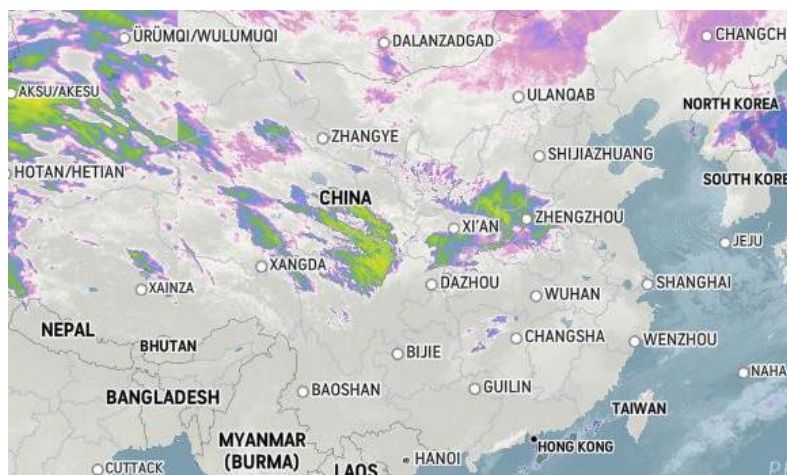 ÜRÜMQI/WULUMUQI
DALANZADGAD
CHANGCH
AKSU/AKESU
ULANQAB
NORTH KOREA
ZHANGYE
SHIJIAZHUANG
HOTAN/HETIAN
SOUTH KORE
CHINA
ZHENGZHOU
XI'AN
JEJU
XANGDA
XAINZA
DAZHOU
SHANGHAI
WUHAN
NEPAL
CHANGSHA
WENZHOU
BHUTAN
BIJIE
NAHA
BANGLADESH
BAOSHAN
GUILIN
TAIWAN
MYANMAR
(BURMA)
HONG KONG
HANOI
CUTTACK
LAOS